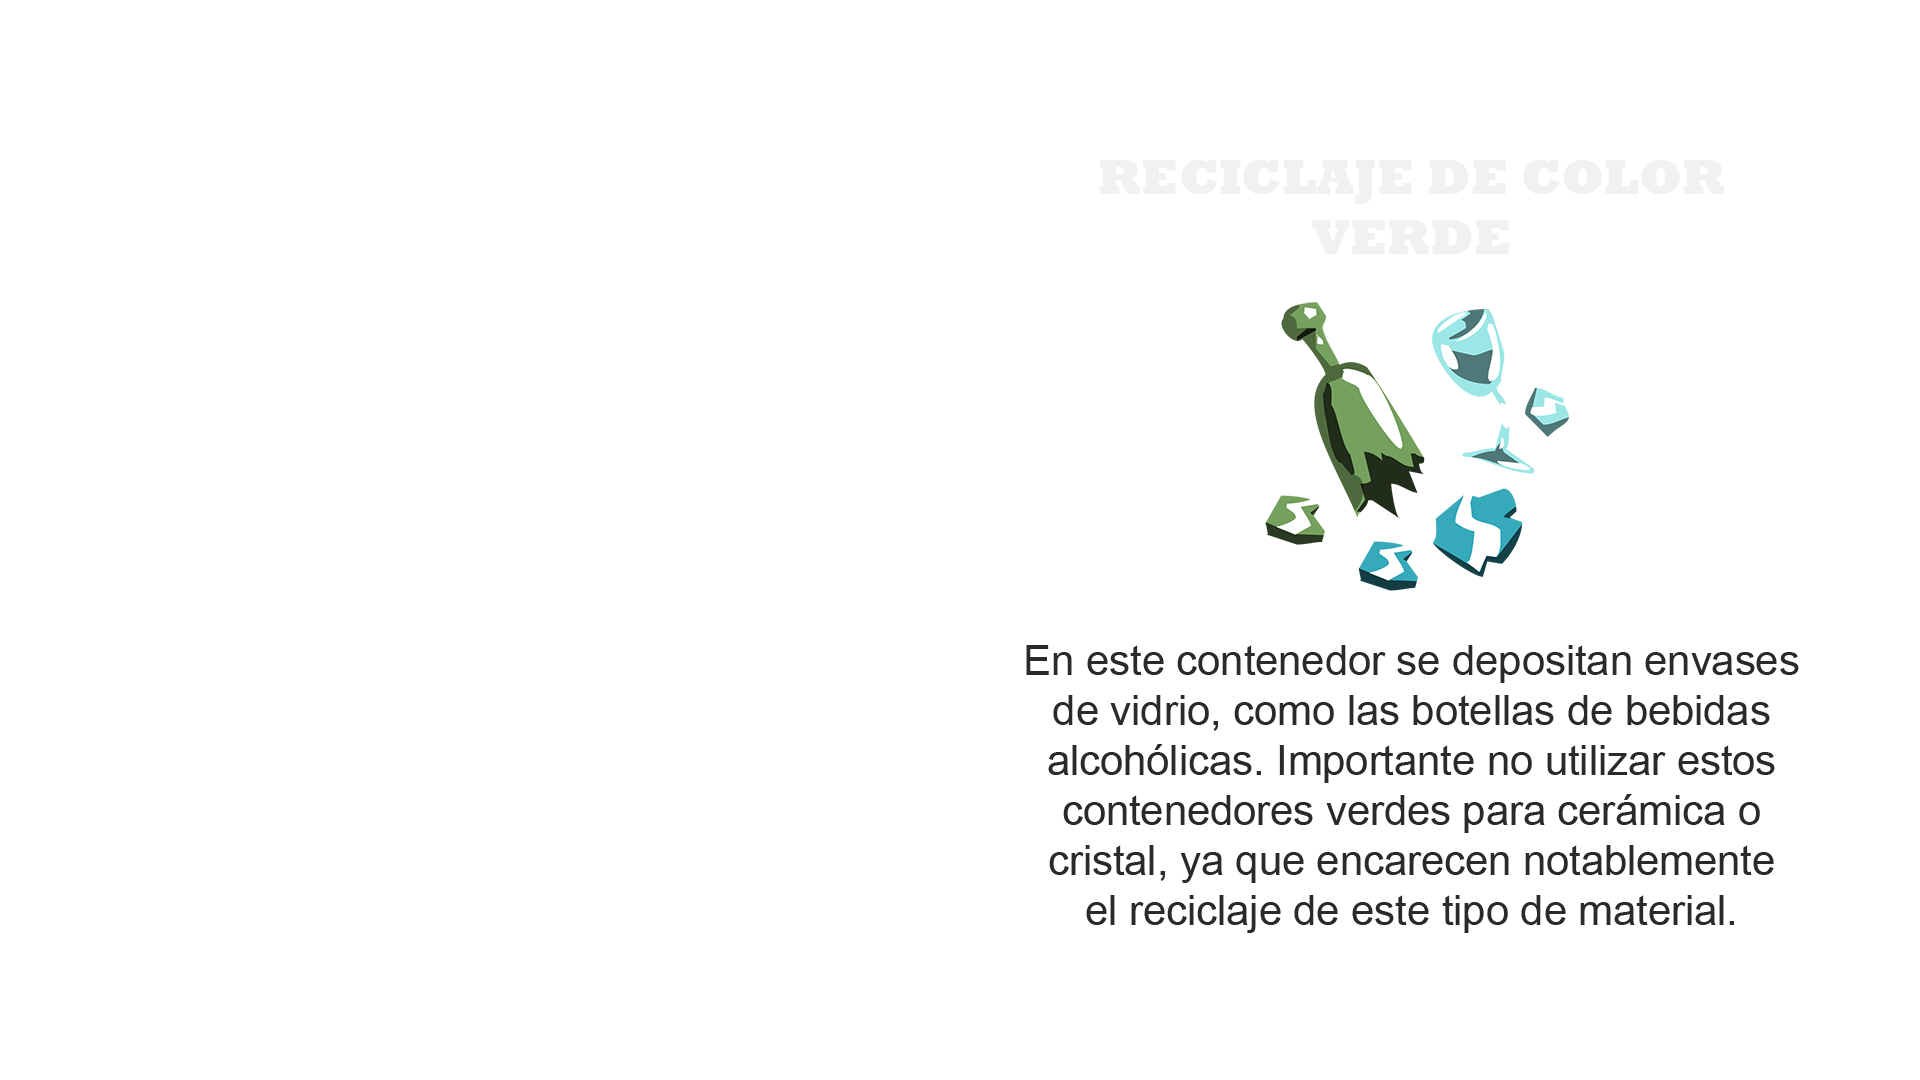 RECICLAJE DE COLOR
VERDE
En este contenedor se depositan envases
de vidrio, como las botellas de bebidas
alcohólicas. Importante no utilizar estos
contenedores verdes para cerámica o
cristal, ya que encarecen notablemente
el reciclaje de este tipo de material.